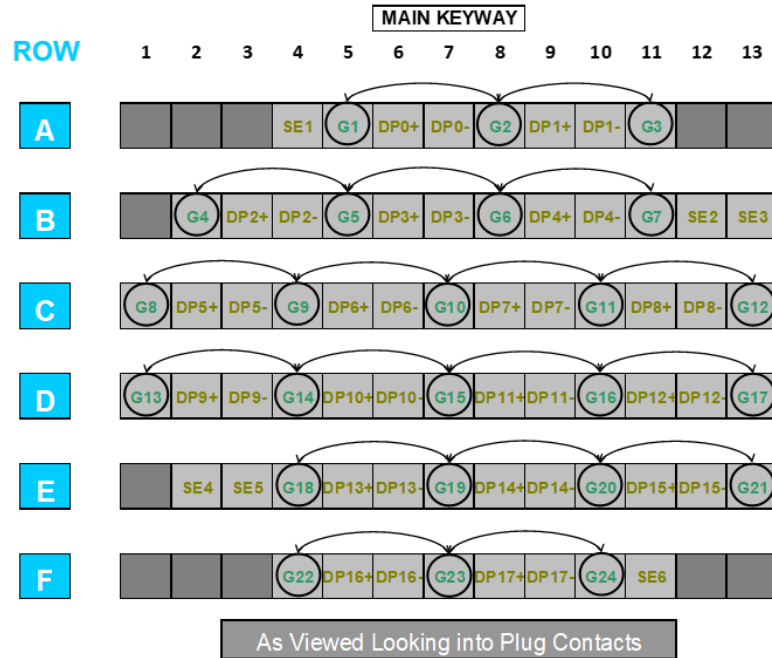 MAIN KEYWAY
ROW 1 2 3 4 5 6 7 8 9 10 11 12 13
A SE1 G1 DP0+ DP0- G2 DP1+ DP1- G3
B G4 DP2+ DP2- G5 DP3+ DP3- G6 DP4+ DP4- G7 SE2 SE3
C G8 DP5+ DP5- G9 DP6+ DP6- G10 DP7+ DP7- G11 DP8+ DP8- G12
D G13 DP9+ DP9- G14 DP10+ DP10- G15 DP11+ DP11- G16 DP12+ DP12- G17
E SE4 SE5 G18 DP13+ DP13- G19 DP14+ DP14- G20 DP15+ DP15- G21
F G22 DP16+ DP16- G23 DP17+ DP17- G24 SE6
As Viewed Looking into Plug Contacts